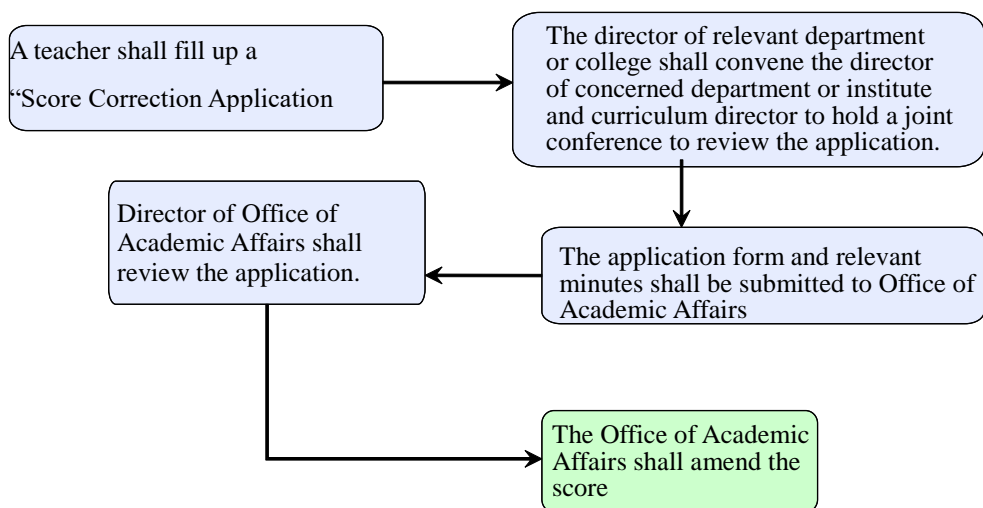 A teacher shall fill up a
“Score Correction Application
The director of relevant department
or college shall convene the director
of concerned department or institute
and curriculum director to hold a joint
conference to review the application.
The application form and relevant
minutes shall be submitted to Office of
Academic Affairs
Director of Office of
Academic Affairs shall
review the application.
The Office of Academic
Affairs shall amend the
score